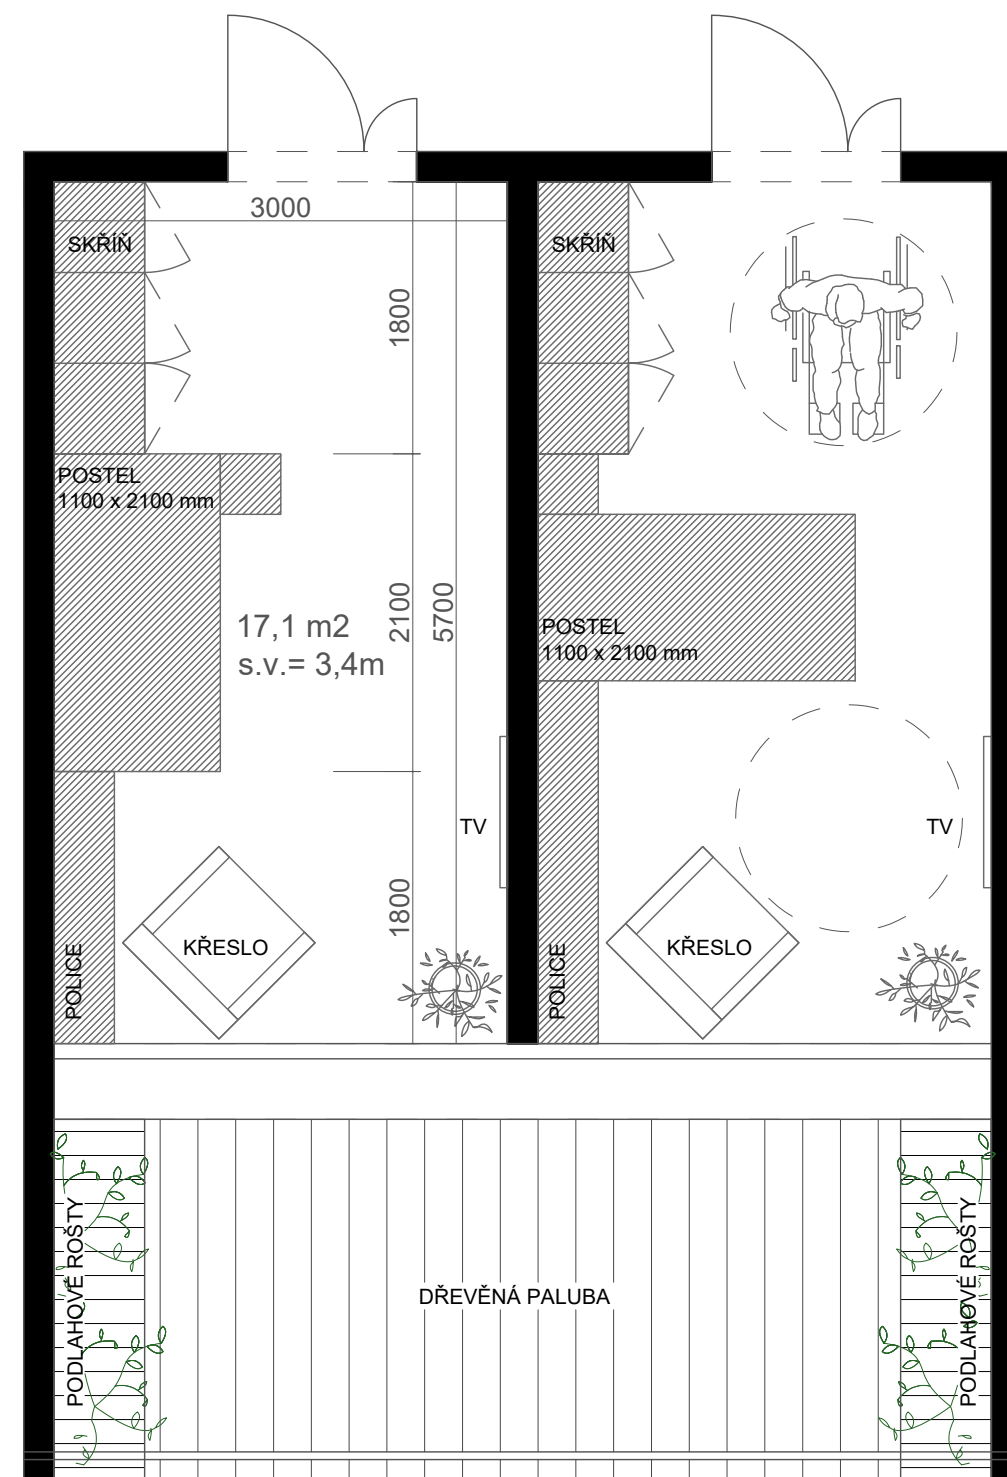 3000
SKŘÍŇ
SKŘÍŇ
1800
POSTEL
1100 x 2100 mm
2100
5700
17,1 m2
s.v.= 3,4m
POSTEL
1100 x 2100 mm
TV
TV
1800
KŘESLO
KŘESLO
POLICE
POLICE
PODLAHOVÉ ROŠTY
DŘEVĚNÁ PALUBA
PODLAHOVÉ ROŠTY